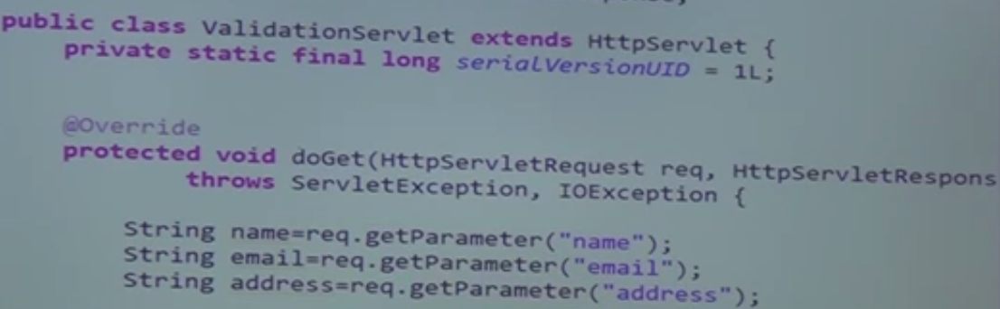 public class ValidationServlet extends HttpServlet {
private static final long serialVersionUID = 1L;
@Override
protected void doGet(HttpServletRequest req, HttpServletRespons
throws ServletException, IOException {
String name=req.getParameter("name");
String email=req.getParameter("email");
String address=req.getParameter("address");